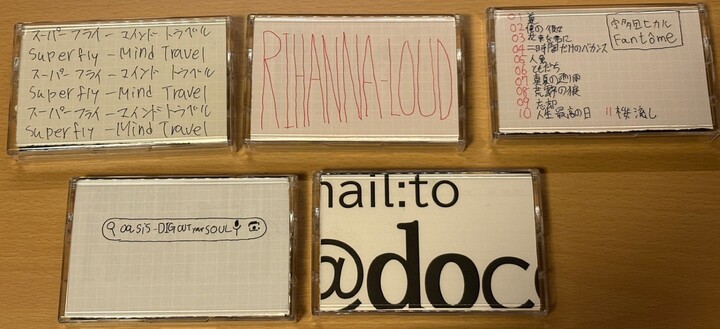 スーパーフライーマインド トラベル
Superfly-Mind Travel
スーパーフライーマインド トラベル
Superfly-Mind Travel
スーパーフライーマインドトラベル
Superfly-Mind Travel
RIHANNA-LOUD
01 道
02 俺の彼女
03 花束を君に
04 二時間だけのバカンス
05 人魚
06 ともだち
07 真夏の通り雨
08 荒野の狼
09 忘却
10 人生最高の日 11 桜流し
宇多田ヒカル
Fantôme
oasis-DIG OUT your SOUL
mail:to
@doc